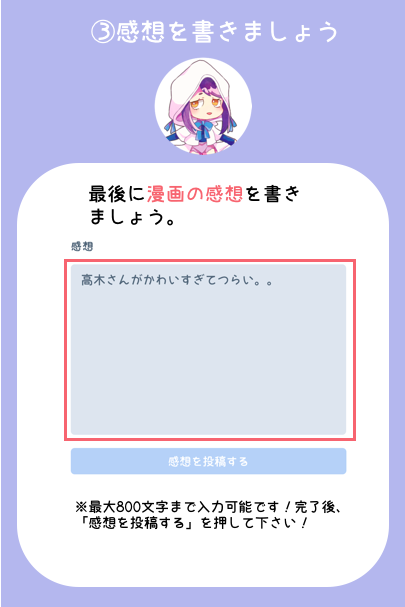 ③感想を書きましょう
最後に漫画の感想を書き
ましょう。
感想
高木さんがかわいすぎてつらい。。
感想を投稿する
※最大800文字まで入力可能です！完了後、
「感想を投稿する」を押して下さい！